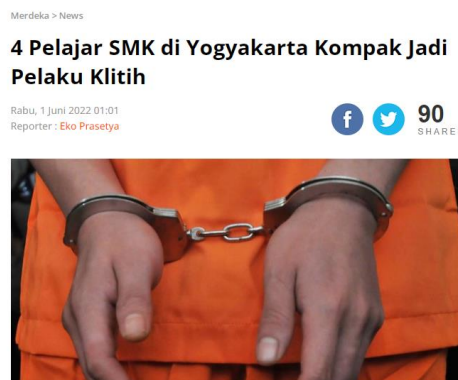 Merdeka > News
4 Pelajar SMK di Yogyakarta Kompak Jadi
Pelaku Klitih
Rabu, 1 Juni 2022 01:01
Reporter : Eko Prasetya
90
SHARE